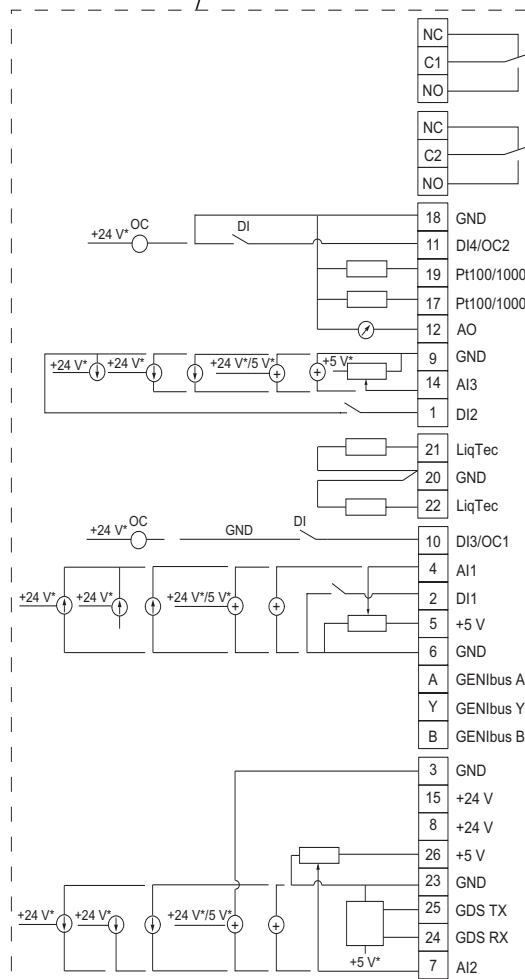 NC
C1
NO
NC
C2
NO
18 GND
+24 V* OC DI 11 DI4/OC2
19 Pt100/1000
17 Pt100/1000
12 AO
9 GND
+24 V* +24 V* +24 V*/5 V* +5 V*
14 AI3
1 DI2
21 LiqTec
20 GND
22 LiqTec
+24 V* OC GND DI 10 DI3/OC1
4 AI1
+24 V* +24 V* +24 V*/5 V* 2 DI1
5 +5 V
6 GND
A GENIbus A
Y GENIbus Y
B GENIbus B
3 GND
15 +24 V
8 +24 V
26 +5 V
23 GND
25 GDS TX
+24 V* +24 V* +24 V*/5 V* 24 GDS RX
+5 V* 7 AI2